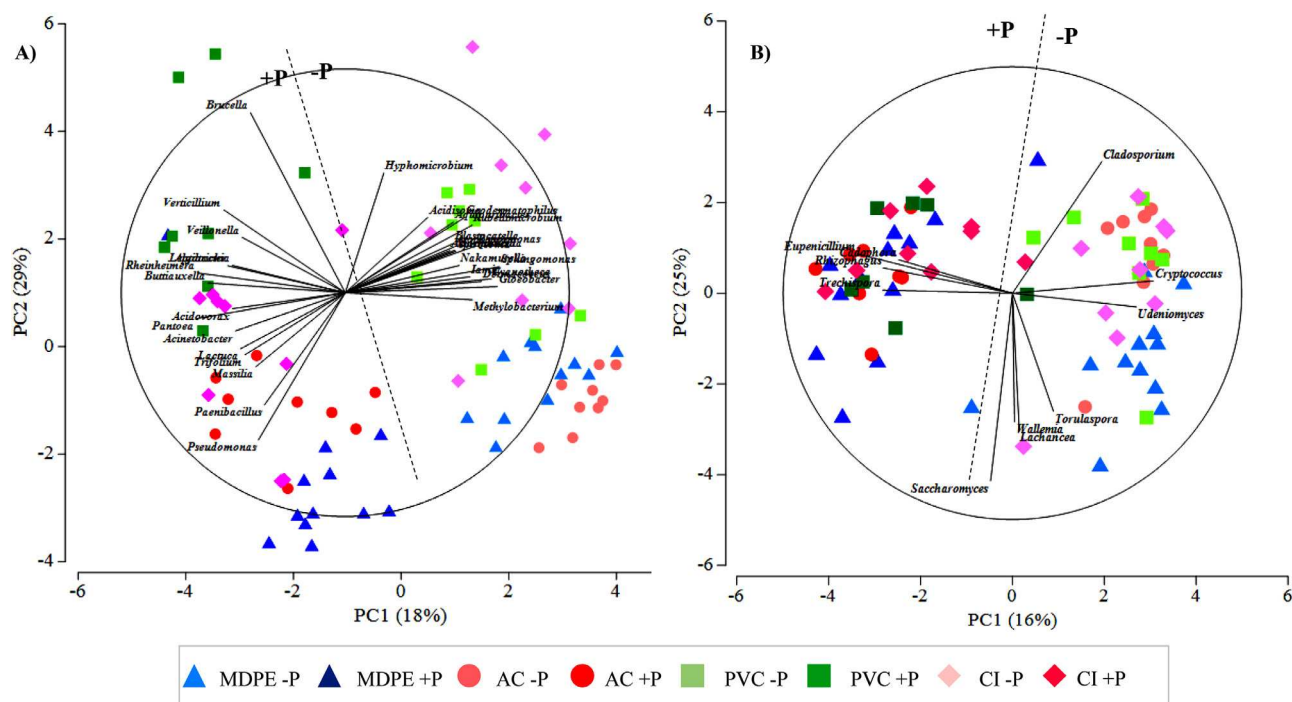 A)
PC2 (29%)
6
4
2
0
-2
-4
-6
-4
-2
0
2
4
+P
-P
Brucella
Hyphomicrobium
Verticillium
Veillonella
Rheinheimera
Buttiauxella
Nakamurella
Gloeobacter
Methylobacterium
Acidovorax
Pantoea
Acinetobacter
Lactuca
Trifolium
Massilia
Paenibacillus
Pseudomonas
PC1 (18%)
B)
PC2 (25%)
6
4
2
0
-2
-4
-6
-6
-4
-2
0
2
4
6
+P
-P
Cladosporium
Eupenicillium
Rhizophagus
Trechispora
Cryptococcus
Udeniomyces
Torulaspora
Wallemia
Lachancea
Saccharomyces
PC1 (16%)
MDPE -P MDPE +P AC -P AC +P PVC -P PVC +P CI -P CI +P